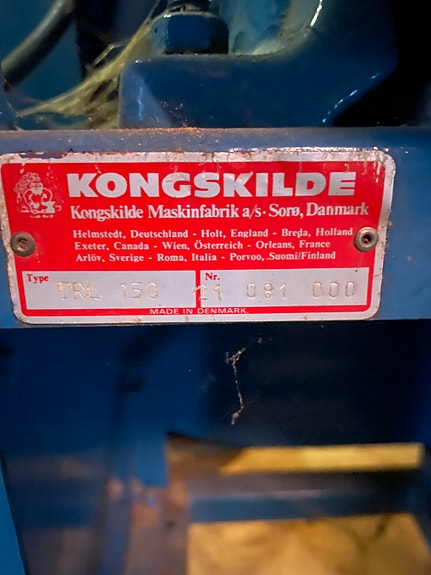 KONGSKILDE
Kongskilde Maskinfabrik a/s · Sorø, Danmark
Helmstedt, Deutschland - Holt, England - Breda, Holland
Exeter, Canada - Wien, Österreich - Orleans, France
Arlöv, Sverige - Roma, Italia - Porvoo, Suomi/Finland
Type TRL 150 Nr. 21 081 000
MADE IN DENMARK.